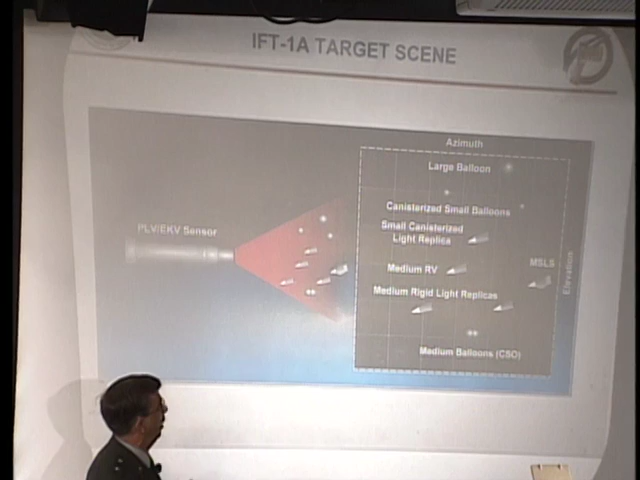 IFT-1A TARGET SCENE
PLV/EKV Sensor
Azimuth
Large Balloon
Canisterized Small Balloons
Small Canisterized
Light Replica
Medium RV
MSLS
Elevation
Medium Rigid Light Replicas
Medium Balloons (CSO)